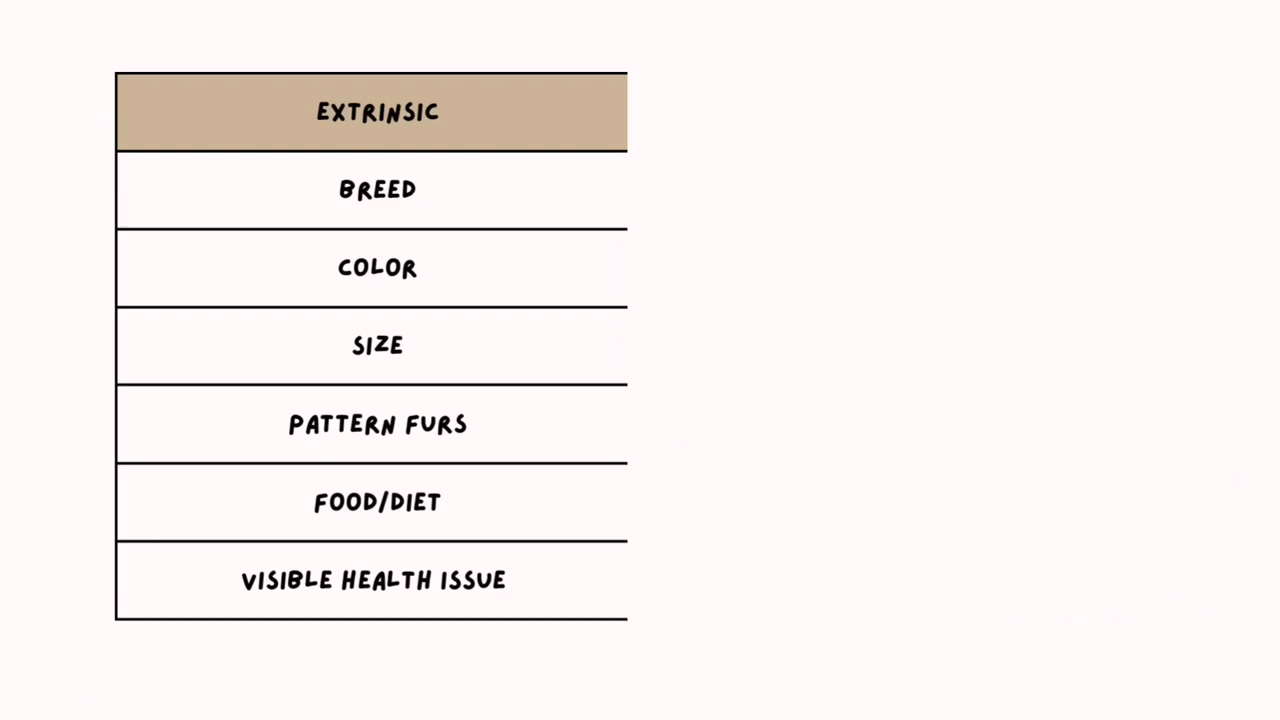 EXTRINSIC
BREED
COLOR
SIZE
PATTERN FURS
FOOD/DIET
VISIBLE HEALTH ISSUE